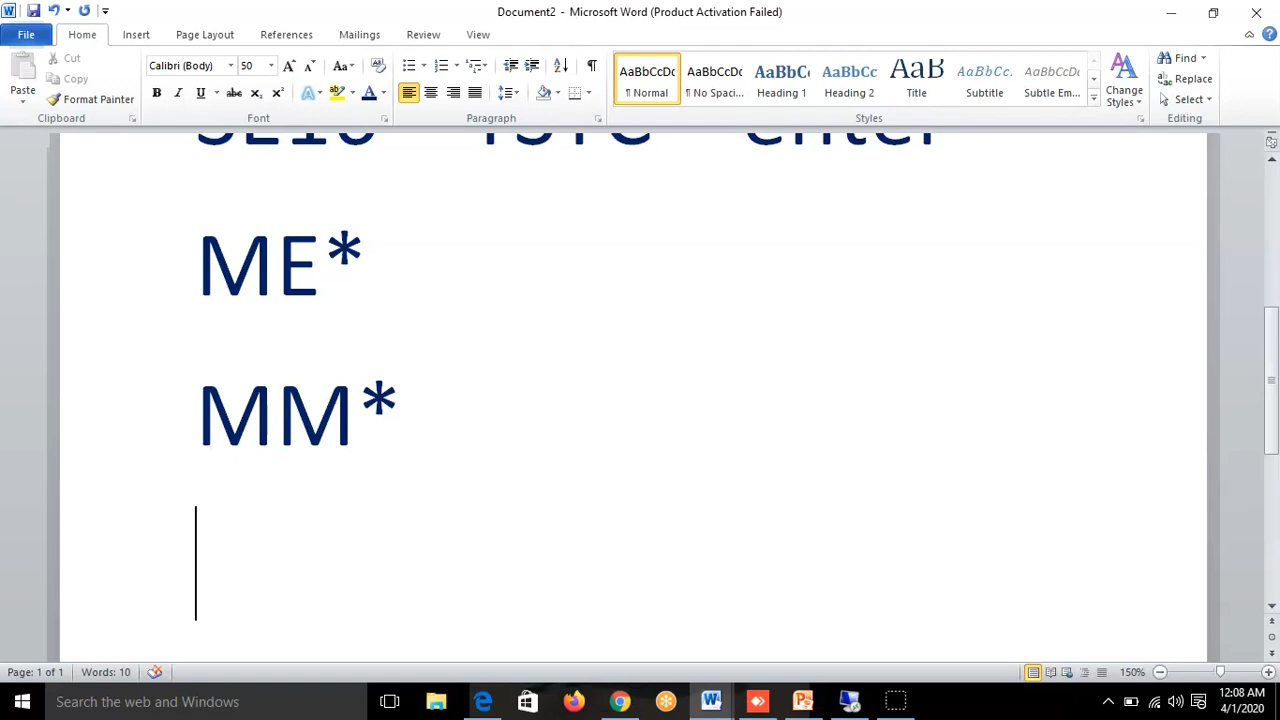 Document2 - Microsoft Word (Product Activation Failed)
File Home Insert Page Layout References Mailings Review View
Paste
Cut
Copy
Format Painter
Clipboard
Calibri (Body) 50
Font
Paragraph
AaBbCcDc AaBbCcDc AaBbC AaBbCc AaB AaBbCc. AaBbCcDc
¶ Normal ¶ No Spaci... Heading 1 Heading 2 Title Subtitle Subtle Em...
Styles
Change
Styles
Find
Replace
Select
Editing
enter
ME*
MM*
Page: 1 of 1 Words: 10
150%
Search the web and Windows
12:08 AM
4/1/2020